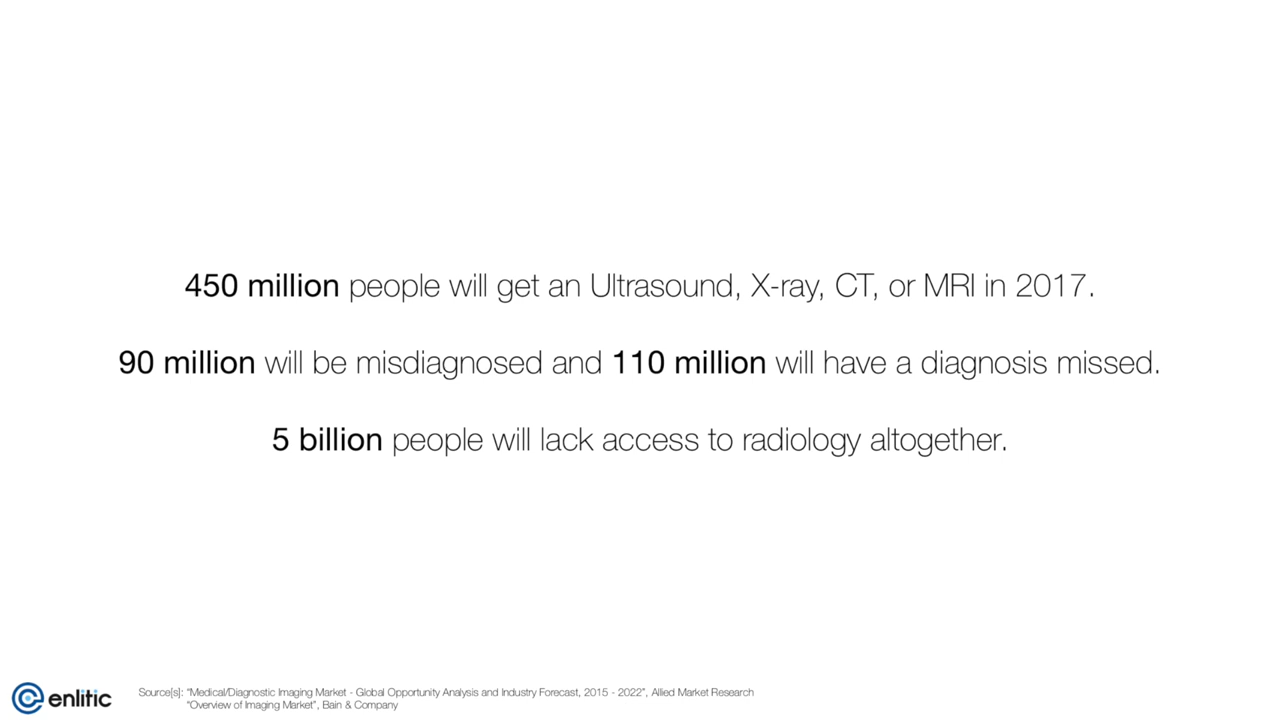 450 million people will get an Ultrasound, X-ray, CT, or MRI in 2017.
90 million will be misdiagnosed and 110 million will have a diagnosis missed.
5 billion people will lack access to radiology altogether.
enlitic
Source[s]: “Medical/Diagnostic Imaging Market - Global Opportunity Analysis and Industry Forecast, 2015 - 2022”, Allied Market Research
“Overview of Imaging Market”, Bain & Company